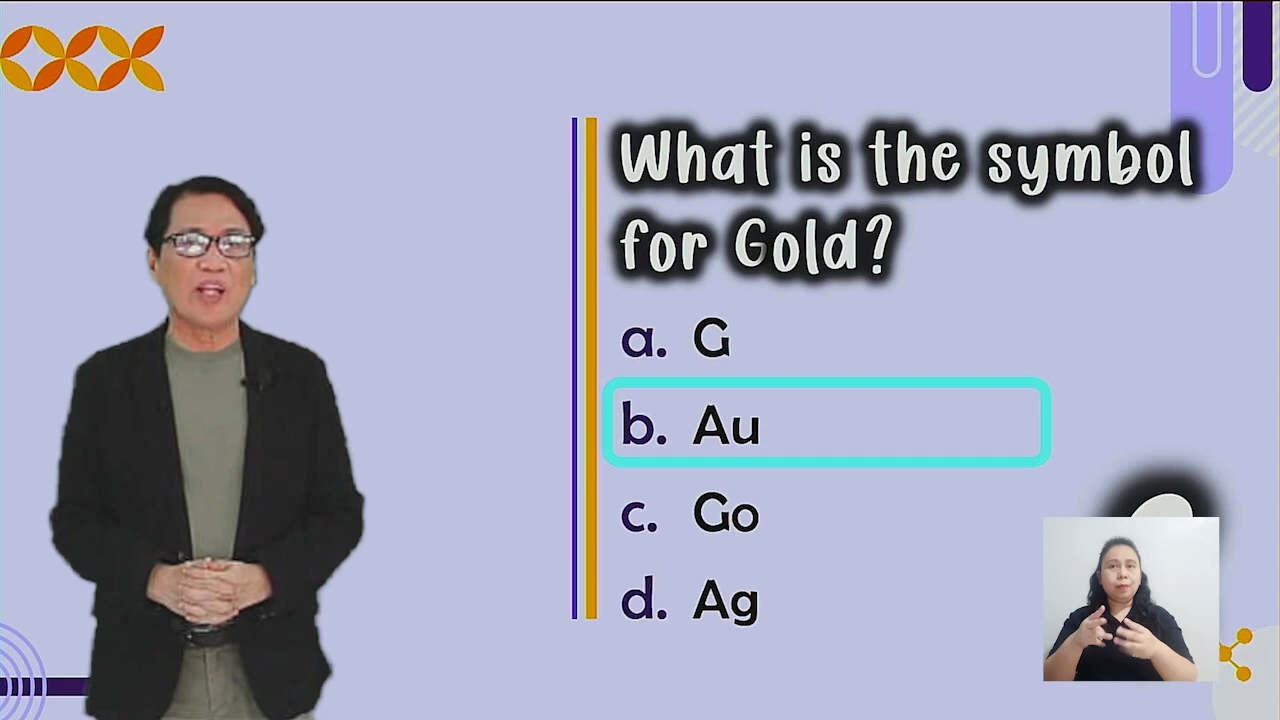 What is the symbol
for Gold?
a. G
b. Au
c. Go
d. Ag